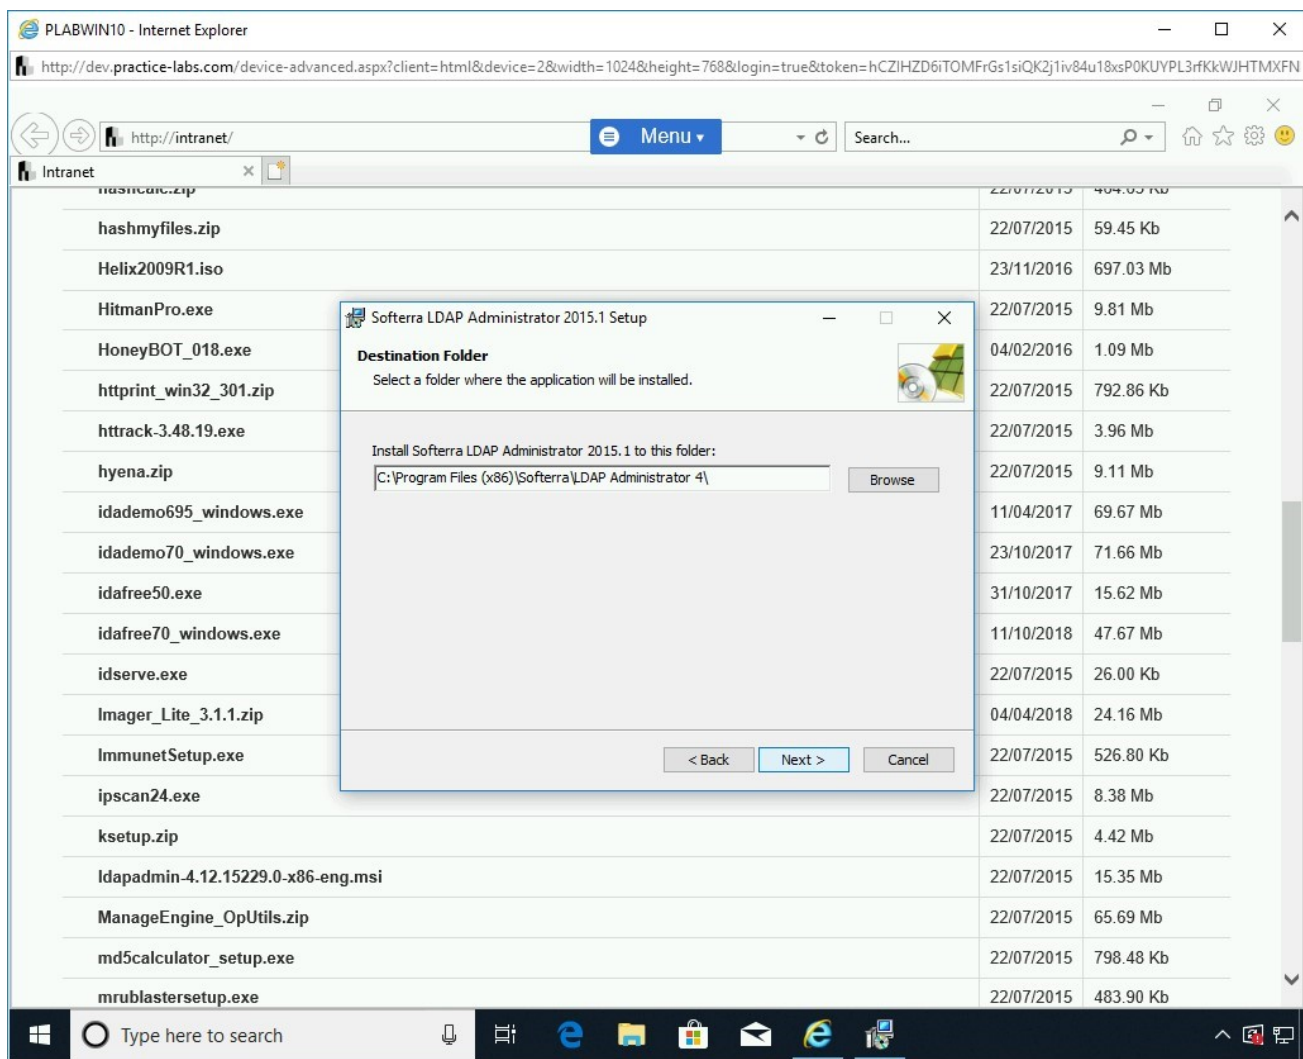 PLABWIN10 - Internet Explorer
http://dev.practice-labs.com/device-advanced.aspx?client=html&device=2&width=1024&height=768&login=true&token=hCZIHZD6iTOMFrGs1siQK2j1iv84u18xsP0KUYPL3rfKkWJHTMXFN
http://intranet/ Menu Search...
Intranet
hashcalc.zip 22/07/2015 464.65 Kb
hashmyfiles.zip 22/07/2015 59.45 Kb
Helix2009R1.iso 23/11/2016 697.03 Mb
HitmanPro.exe 22/07/2015 9.81 Mb
HoneyBOT_018.exe 04/02/2016 1.09 Mb
httprint_win32_301.zip 22/07/2015 792.86 Kb
httrack-3.48.19.exe 22/07/2015 3.96 Mb
hyena.zip 22/07/2015 9.11 Mb
idademo695_windows.exe 11/04/2017 69.67 Mb
idademo70_windows.exe 23/10/2017 71.66 Mb
idafree50.exe 31/10/2017 15.62 Mb
idafree70_windows.exe 11/10/2018 47.67 Mb
idserve.exe 22/07/2015 26.00 Kb
Imager_Lite_3.1.1.zip 04/04/2018 24.16 Mb
ImmunetSetup.exe 22/07/2015 526.80 Kb
ipscan24.exe 22/07/2015 8.38 Mb
ksetup.zip 22/07/2015 4.42 Mb
ldapadmin-4.12.15229.0-x86-eng.msi 22/07/2015 15.35 Mb
ManageEngine_OpUtils.zip 22/07/2015 65.69 Mb
md5calculator_setup.exe 22/07/2015 798.48 Kb
mrublastersetup.exe 22/07/2015 483.90 Kb
Softerra LDAP Administrator 2015.1 Setup
Destination Folder
Select a folder where the application will be installed.
Install Softerra LDAP Administrator 2015.1 to this folder:
C:\Program Files (x86)\Softerra\LDAP Administrator 4\ Browse
< Back Next > Cancel
Type here to search